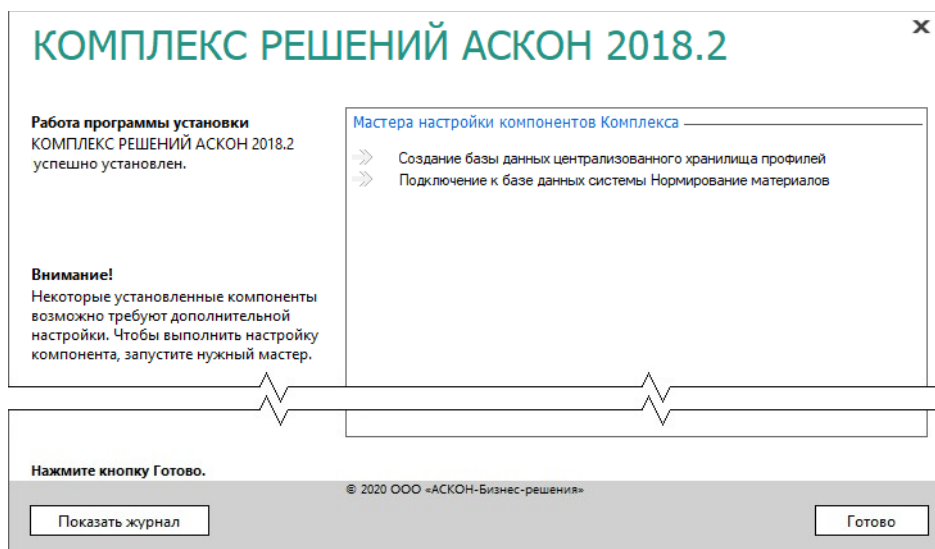 КОМПЛЕКС РЕШЕНИЙ АСКОН 2018.2
Работа программы установки
КОМПЛЕКС РЕШЕНИЙ АСКОН 2018.2
успешно установлен.
Внимание!
Некоторые установленные компоненты
возможно требуют дополнительной
настройки. Чтобы выполнить настройку
компонента, запустите нужный мастер.
Мастера настройки компонентов Комплекса
Создание базы данных централизованного хранилища профилей
Подключение к базе данных системы Нормирование материалов
Нажмите кнопку Готово.
© 2020 ООО «АСКОН-Бизнес-решения»
Показать журнал
Готово